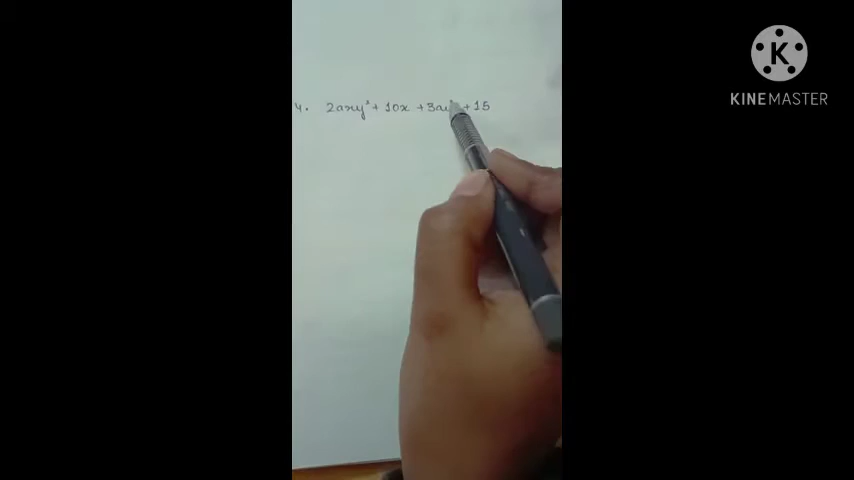 4. 2axy² + 10x + 3a + 15
KINEMASTER